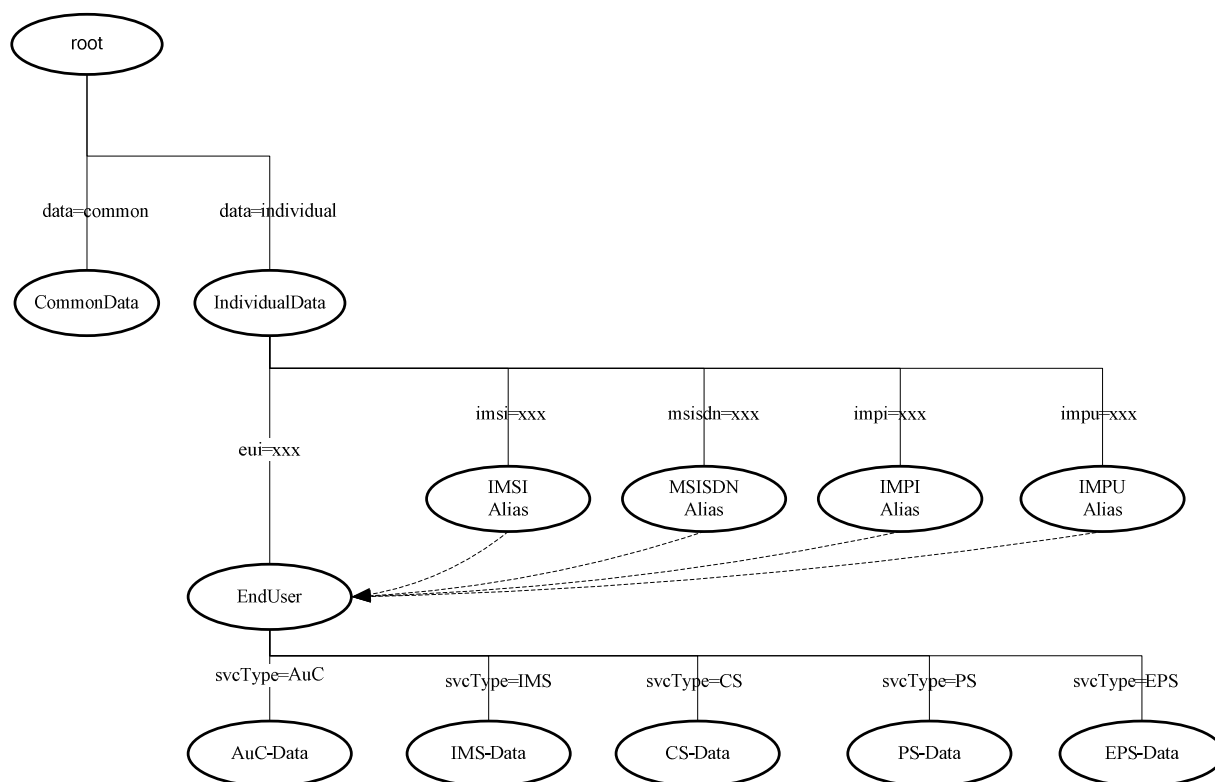 root
data=common
data=individual
CommonData
IndividualData
imsi=xxx
msisdn=xxx
impi=xxx
impu=xxx
eui=xxx
IMSI
Alias
MSISDN
Alias
IMPI
Alias
IMPU
Alias
EndUser
svcType=AuC
svcType=IMS
svcType=CS
svcType=PS
svcType=EPS
AuC-Data
IMS-Data
CS-Data
PS-Data
EPS-Data